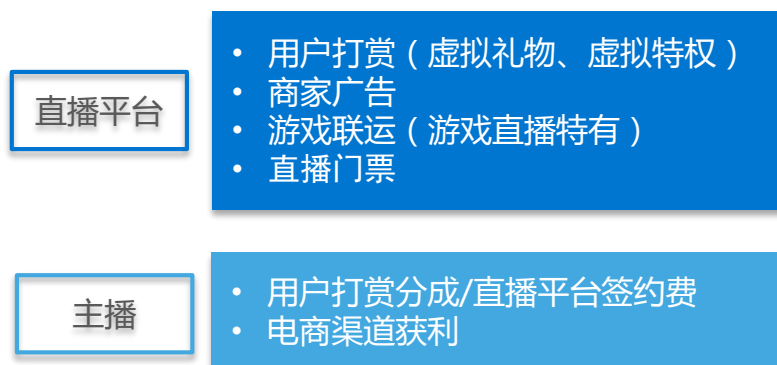 直播平台
• 用户打赏（虚拟礼物、虚拟特权）
• 商家广告
• 游戏联运（游戏直播特有）
• 直播门票
主播
• 用户打赏分成/直播平台签约费
• 电商渠道获利